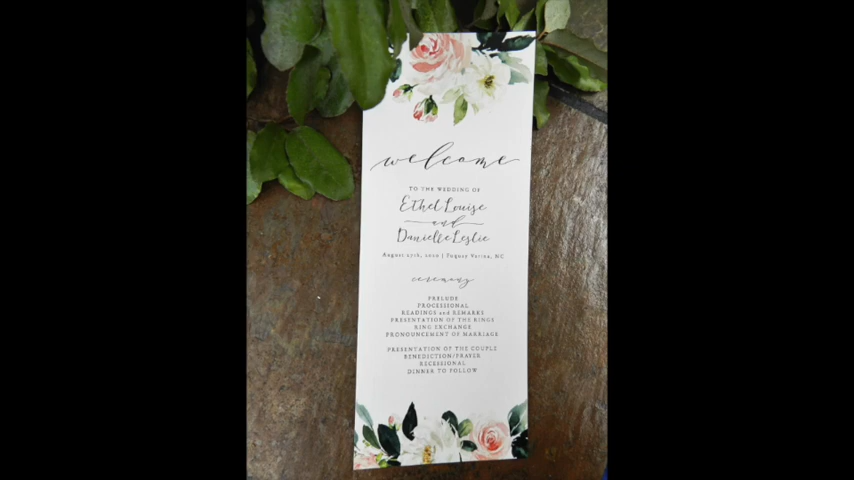 welcome
TO THE WEDDING OF
Ethel Louise
and
Danielle Leslie
August 27th, | Fuquay Varina, NC
ceremony
PRELUDE
PROCESSIONAL
READINGS and REMARKS
PRESENTATION OF THE RINGS
RING EXCHANGE
PRONOUNCEMENT OF MARRIAGE
PRESENTATION OF THE COUPLE
BENEDICTION/PRAYER
RECESSIONAL
DINNER TO FOLLOW